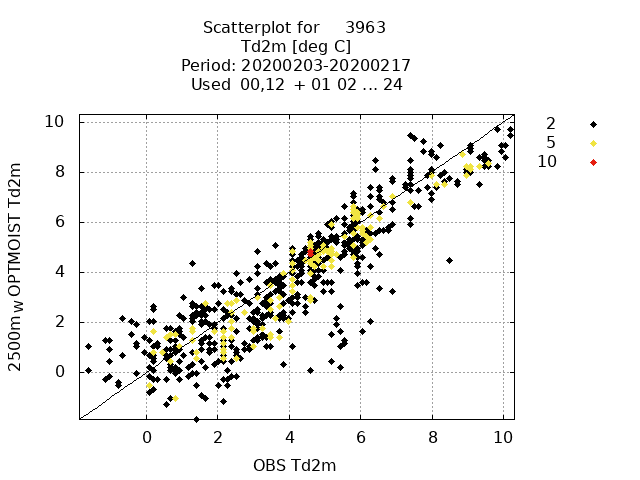 Scatterplot for 3963
Td2m [deg C]
Period: 20200203-20200217
Used 00,12 + 01 02 ... 24
2
5
10
10
8
6
4
2
0
2500m_w OPTMOIST Td2m
0 2 4 6 8 10
OBS Td2m